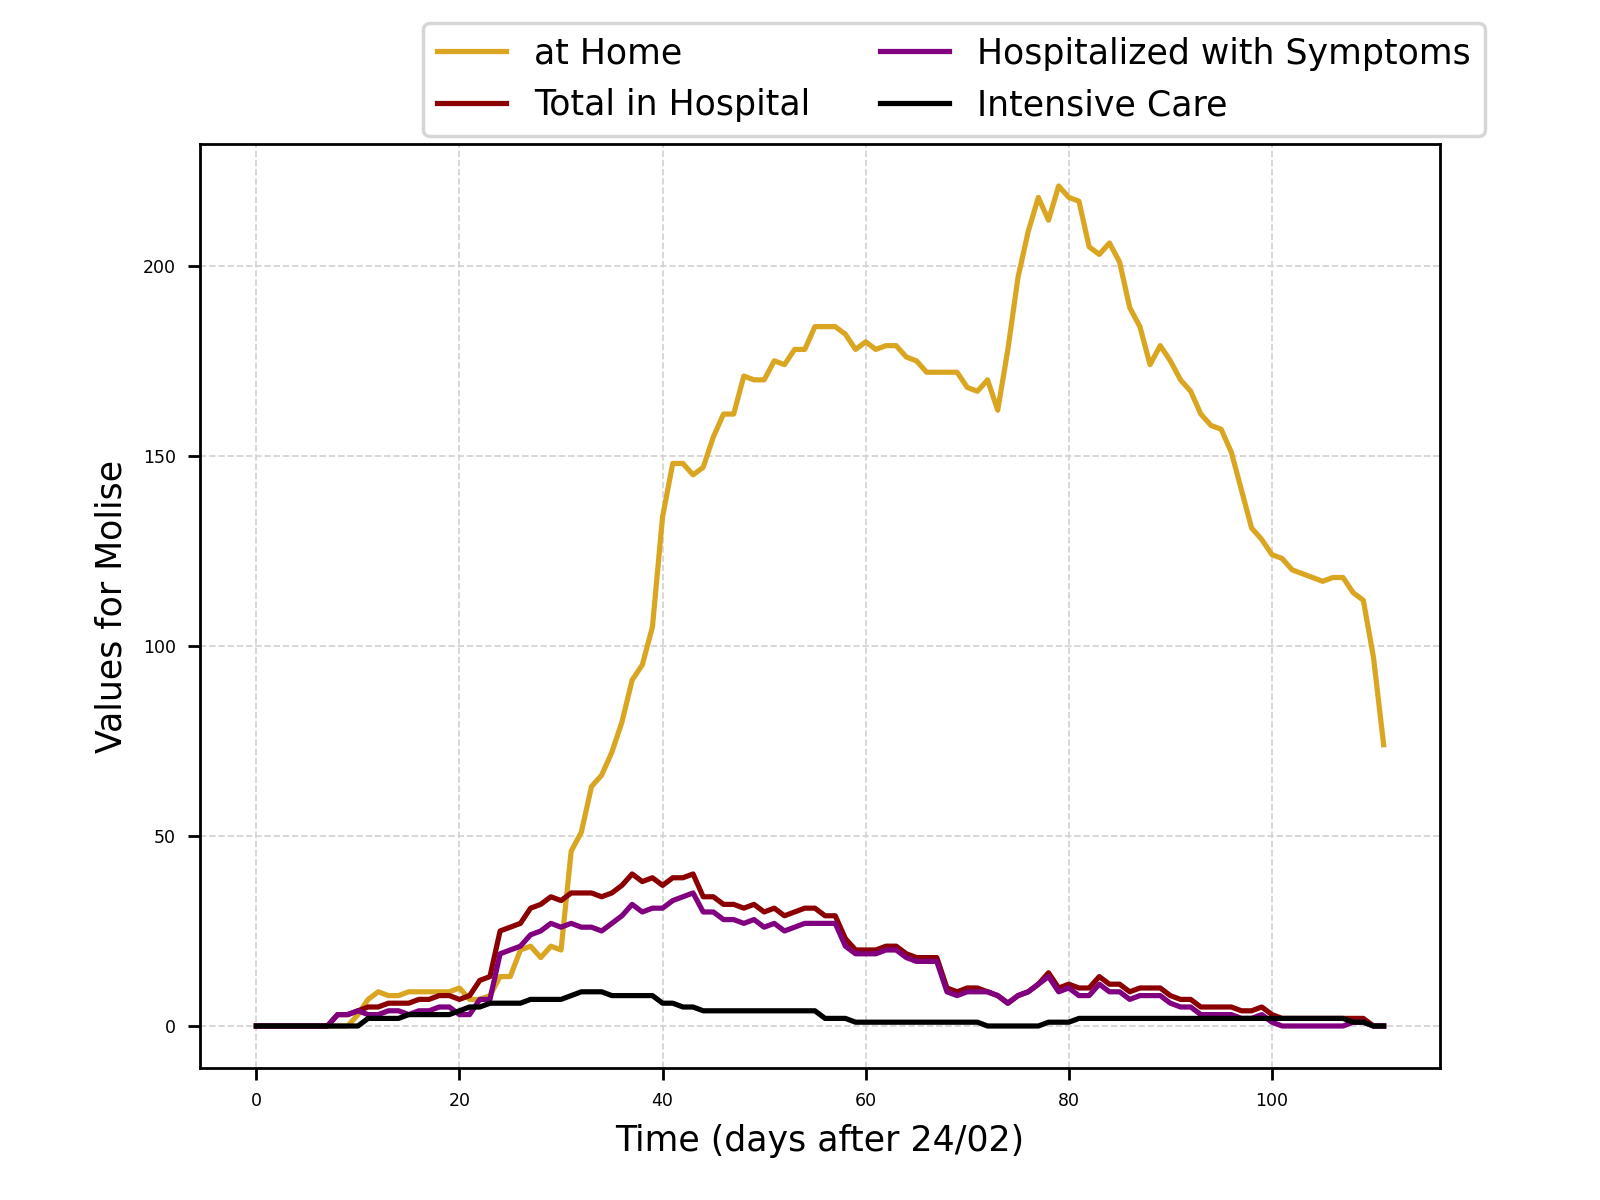 at Home
Total in Hospital
Hospitalized with Symptoms
Intensive Care
Values for Molise
200
150
100
50
0
0 20 40 60 80 100
Time (days after 24/02)